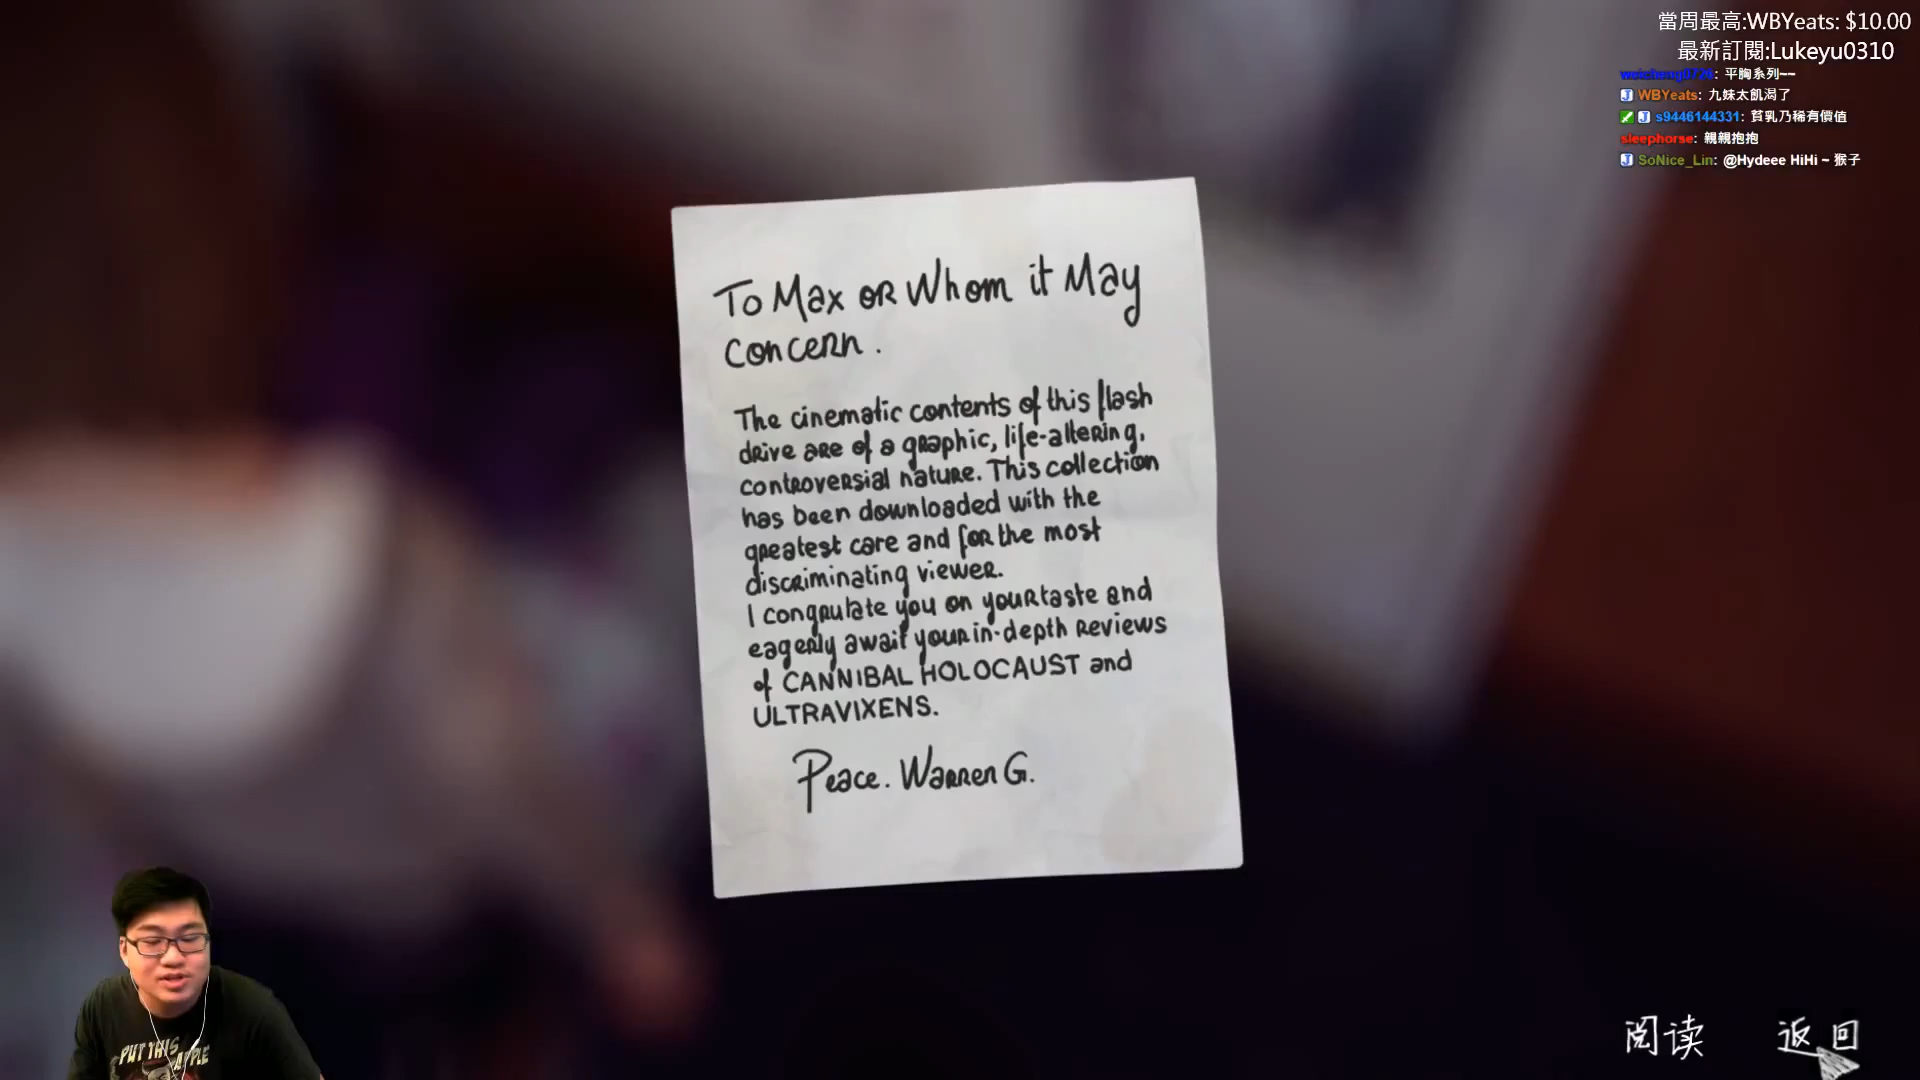 當周最高:WBYeats: $10.00
最新訂閱:Lukeyu0310
平胸系列~~
WBYeats: 九妹太飢渴了
s9446144331: 貧乳乃稀有價值
sleephorse: 親親抱抱
SoNice_Lin: @Hydeee HiHi ~ 猴子
To Max or Whom it May
Concern.
The cinematic contents of this flash
drive are of a graphic, life-altering,
controversial nature. This collection
has been downloaded with the
greatest care and for the most
discriminating viewer.
I congrulate you on your taste and
eagerly await your in-depth reviews
of CANNIBAL HOLOCAUST and
ULTRAVIXENS.
Peace. Warren G.
PUT THIS
APPLE
阅读 返回